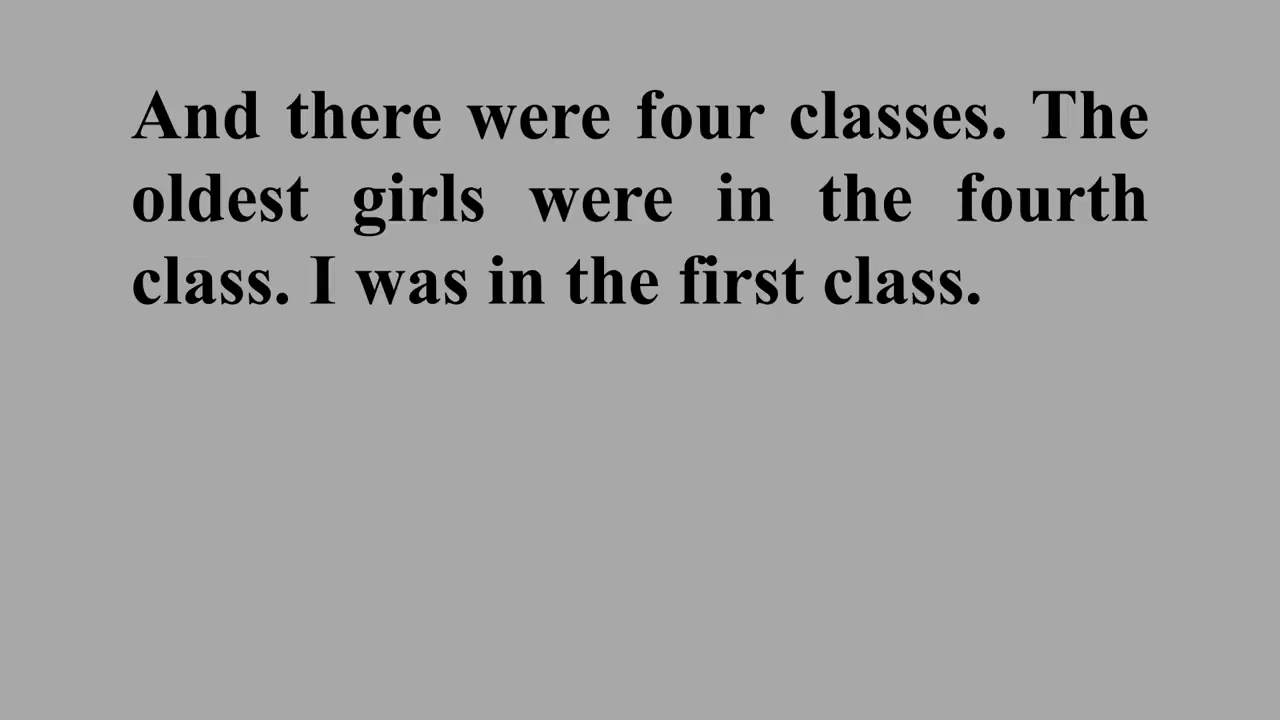 And there were four classes. The
oldest girls were in the fourth
class. I was in the first class.